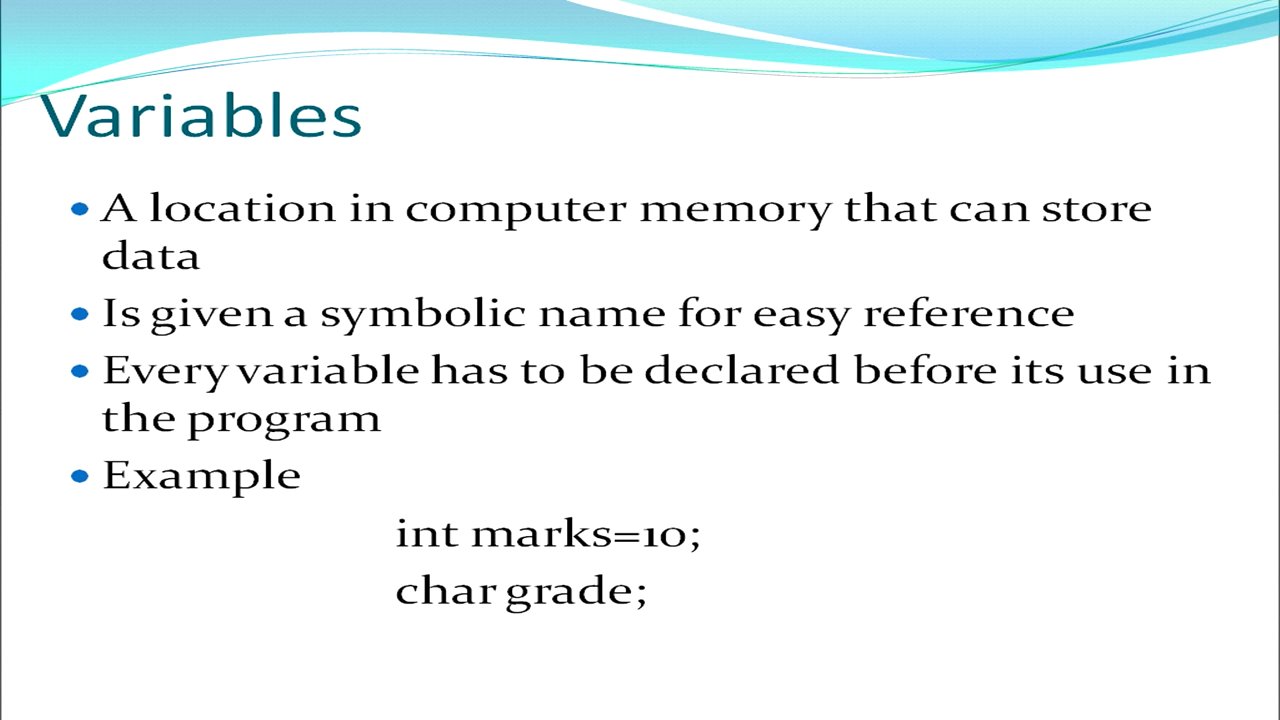 Variables
A location in computer memory that can store
data
Is given a symbolic name for easy reference
Every variable has to be declared before its use in
the program
Example
int marks=10;
char grade;